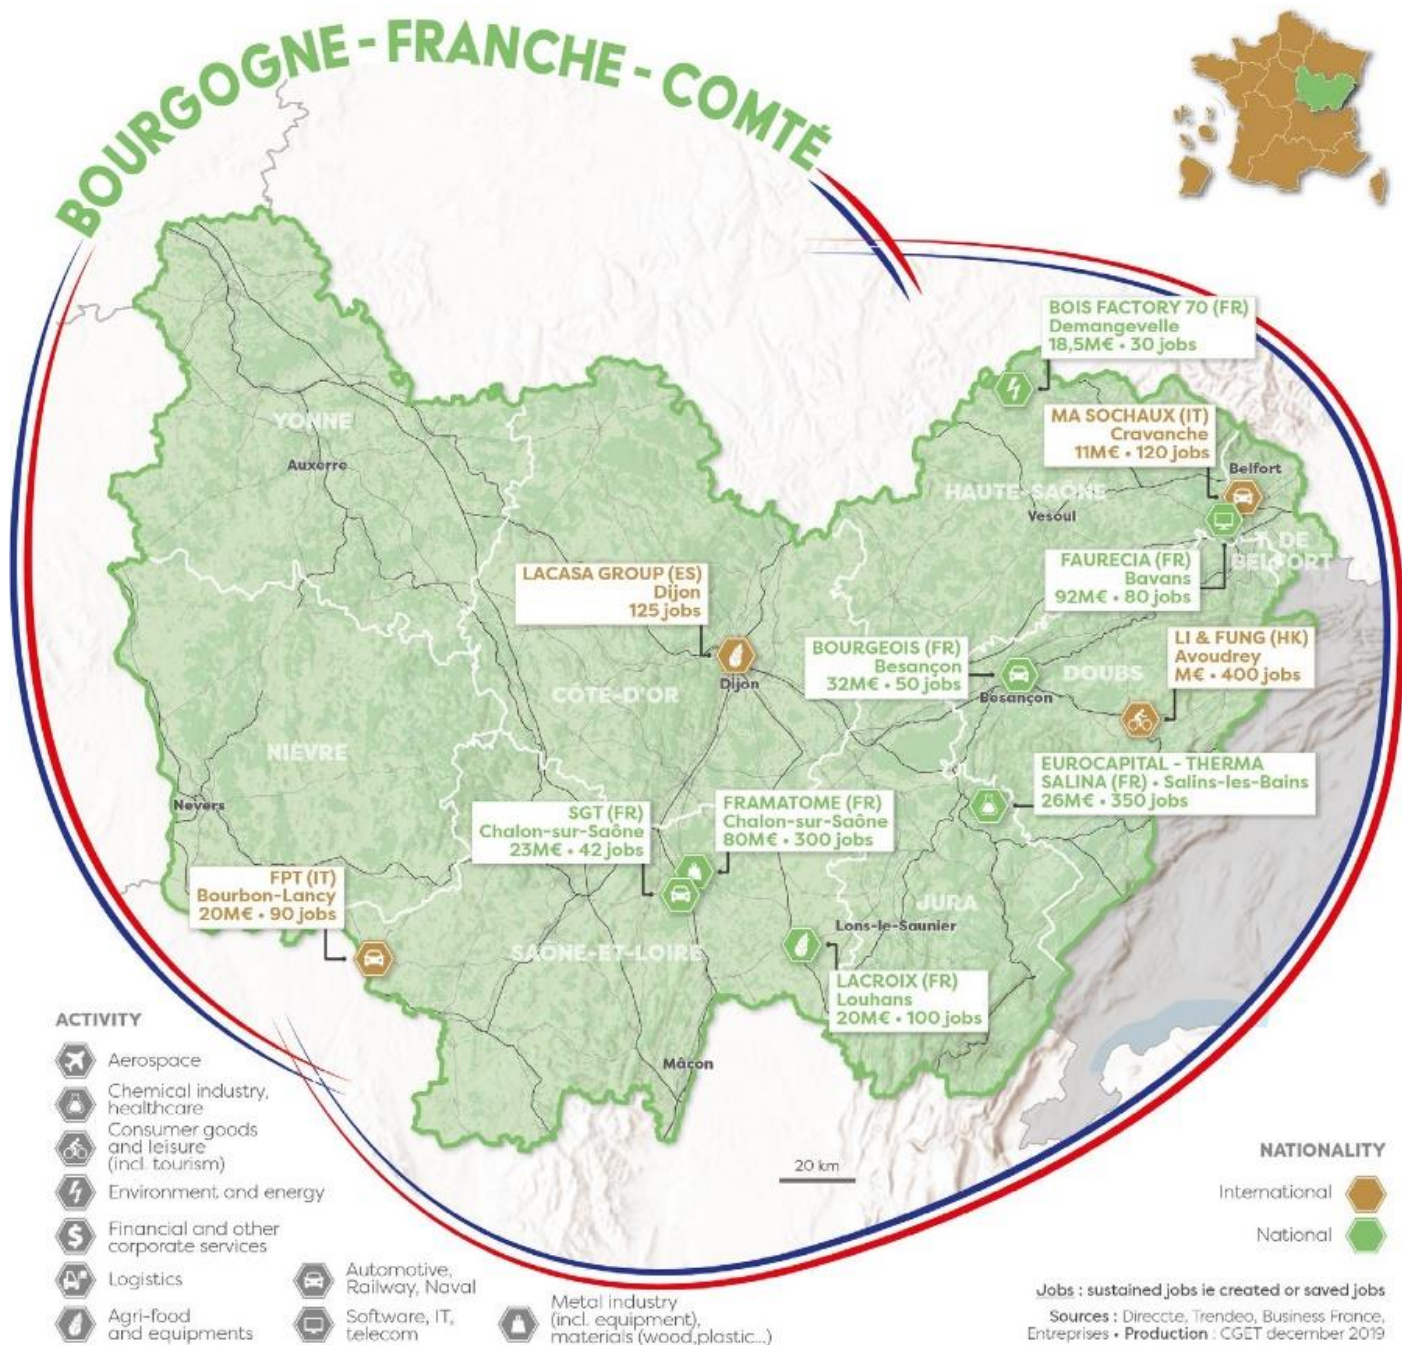 BOURGOGNE - FRANCHE - COMTÉ
BOIS FACTORY 70 (FR)
Demangevelle
18,5M€ • 30 jobs
MA SOCHAUX (IT)
Cravanche
11M€ • 120 jobs
YONNE
Auxerre
Belfort
HAUTE-SAÔNE
Vesoul
T. DE
BELFORT
FAURECIA (FR)
Bavans
92M€ • 80 jobs
LACASA GROUP (ES)
Dijon
125 jobs
BOURGEOIS (FR)
Besançon
32M€ • 50 jobs
LI & FUNG (HK)
Avoudrey
M€ • 400 jobs
Dijon
CÔTE-D'OR
DOUBS
Besançon
NIÈVRE
EUROCAPITAL - THERMA
SALINA (FR) • Salins-les-Bains
26M€ • 350 jobs
Nevers
SGT (FR)
Chalon-sur-Saône
23M€ • 42 jobs
FRAMATOME (FR)
Chalon-sur-Saône
80M€ • 300 jobs
FPT (IT)
Bourbon-Lancy
20M€ • 90 jobs
JURA
Lons-le-Saunier
SAÔNE-ET-LOIRE
LACROIX (FR)
Louhans
20M€ • 100 jobs
Mâcon
20 km
ACTIVITY
Aerospace
Chemical industry,
healthcare
Consumer goods
and leisure
(incl. tourism)
Environment and energy
Financial and other
corporate services
Logistics
Agri-food
and equipments
Automotive,
Railway, Naval
Software, IT,
telecom
Metal industry
(incl. equipment),
materials (wood,plastic...)
NATIONALITY
International
National
Jobs : sustained jobs ie created or saved jobs
Sources : Direccte, Trendeo, Business France,
Entreprises • Production : CGET december 2019